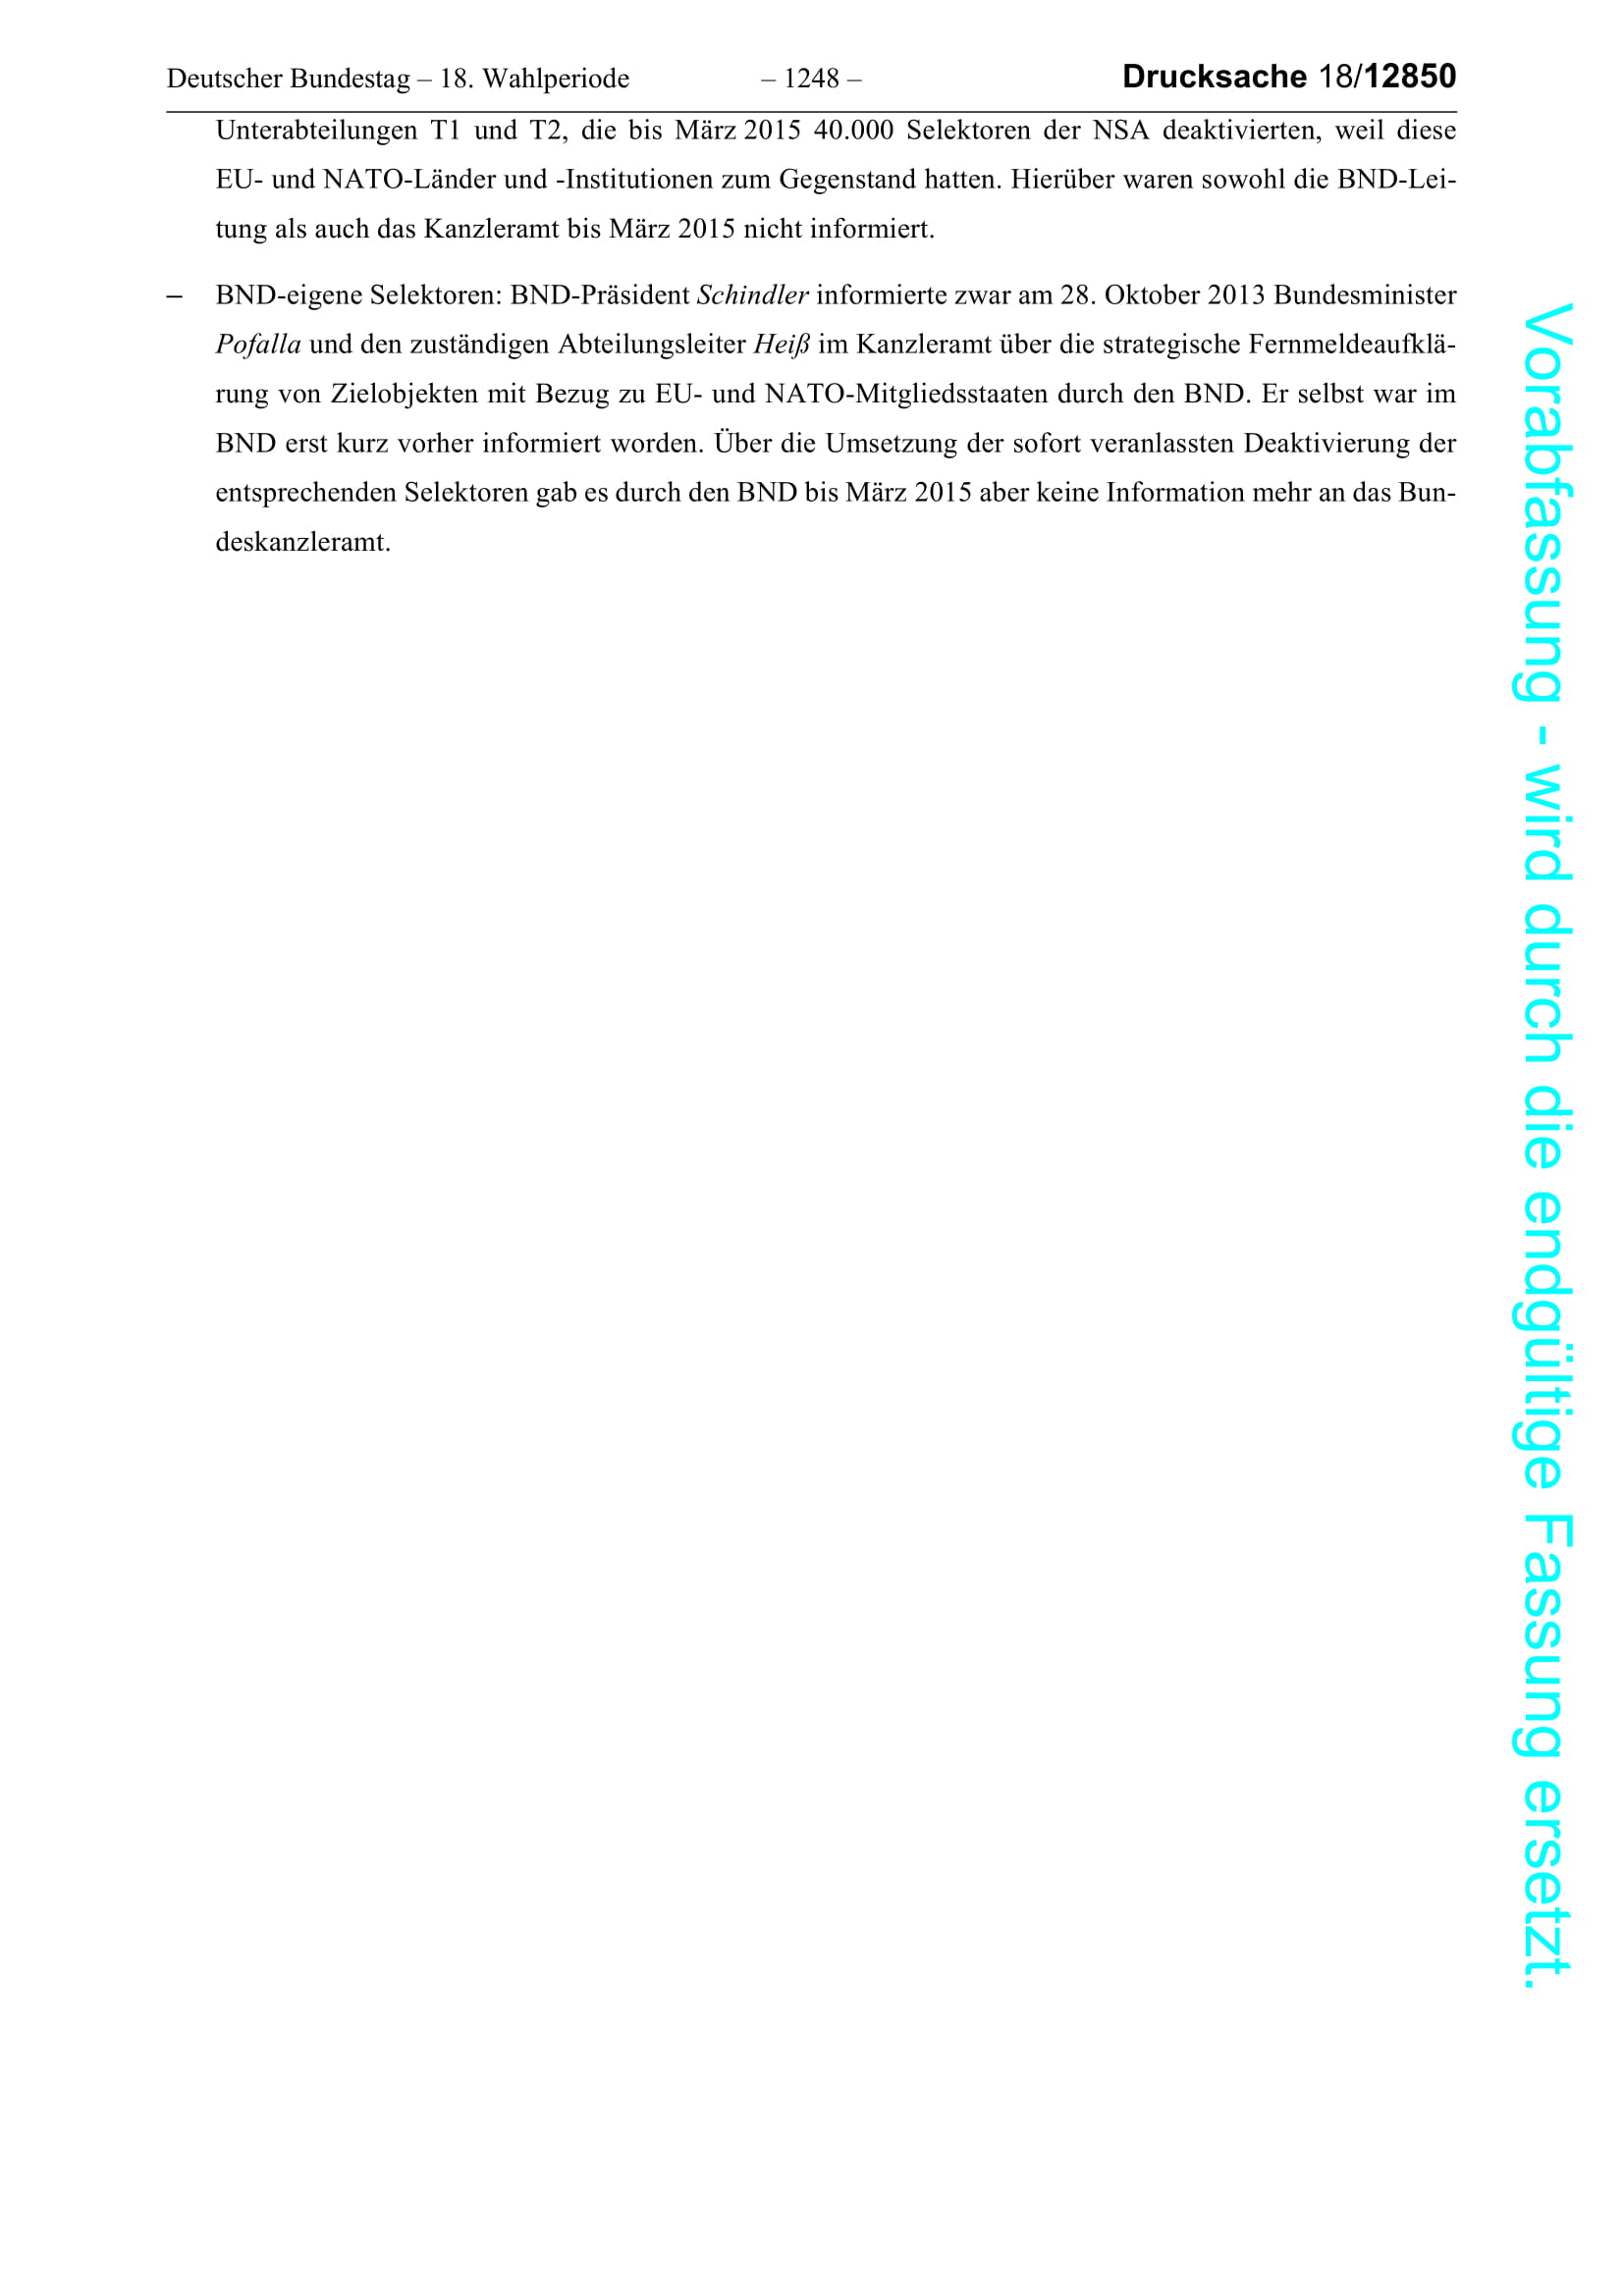 Deutscher Bundestag – 18. Wahlperiode – 1248 – Drucksache 18/12850
Unterabteilungen T1 und T2, die bis März 2015 40.000 Selektoren der NSA deaktivierten, weil diese
EU- und NATO-Länder und -Institutionen zum Gegenstand hatten. Hierüber waren sowohl die BND-Lei-
tung als auch das Kanzleramt bis März 2015 nicht informiert.
– BND-eigene Selektoren: BND-Präsident Schindler informierte zwar am 28. Oktober 2013 Bundesminister
Pofalla und den zuständigen Abteilungsleiter Heiß im Kanzleramt über die strategische Fernmeldeaufklä-
rung von Zielobjekten mit Bezug zu EU- und NATO-Mitgliedsstaaten durch den BND. Er selbst war im
BND erst kurz vorher informiert worden. Über die Umsetzung der sofort veranlassten Deaktivierung der
entsprechenden Selektoren gab es durch den BND bis März 2015 aber keine Information mehr an das Bun-
deskanzleramt.
Vorabfassung - wird durch die endgültige Fassung ersetzt.